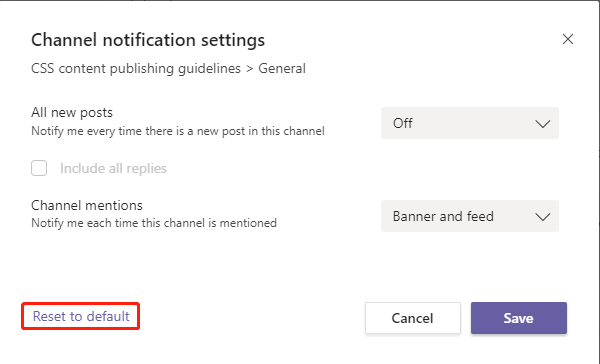 Channel notification settings
CSS content publishing guidelines > General
All new posts
Notify me every time there is a new post in this channel
Off
Include all replies
Channel mentions
Notify me each time this channel is mentioned
Banner and feed
Reset to default
Cancel
Save